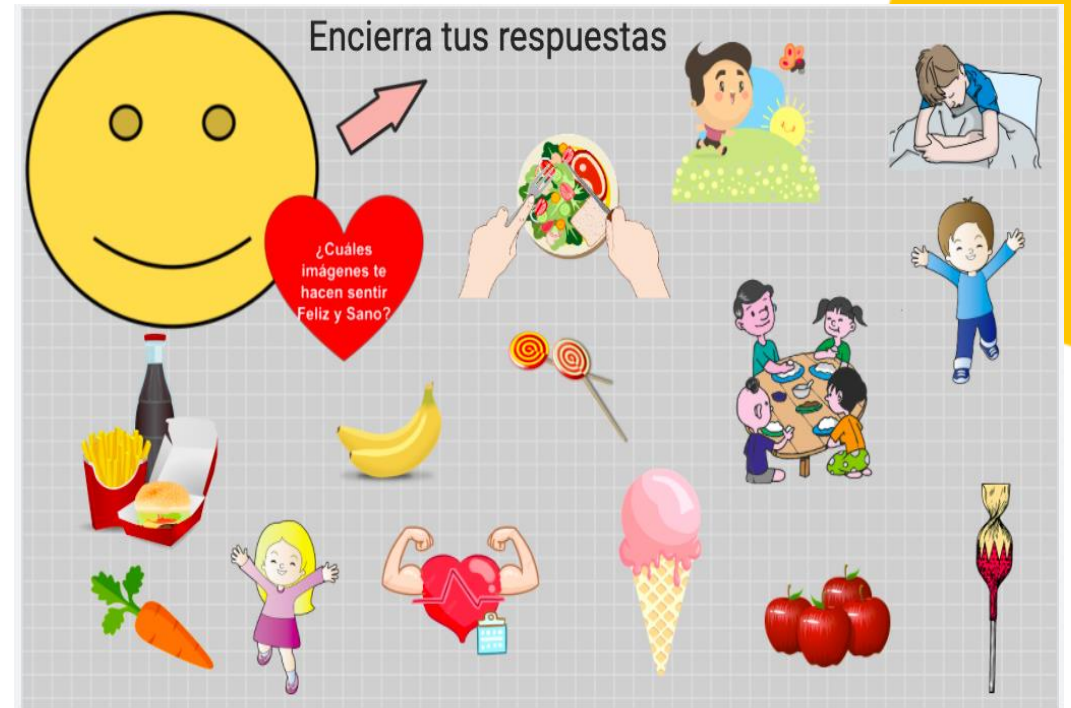 Encierra tus respuestas
¿Cuáles
imágenes te
hacen sentir
Feliz y Sano?